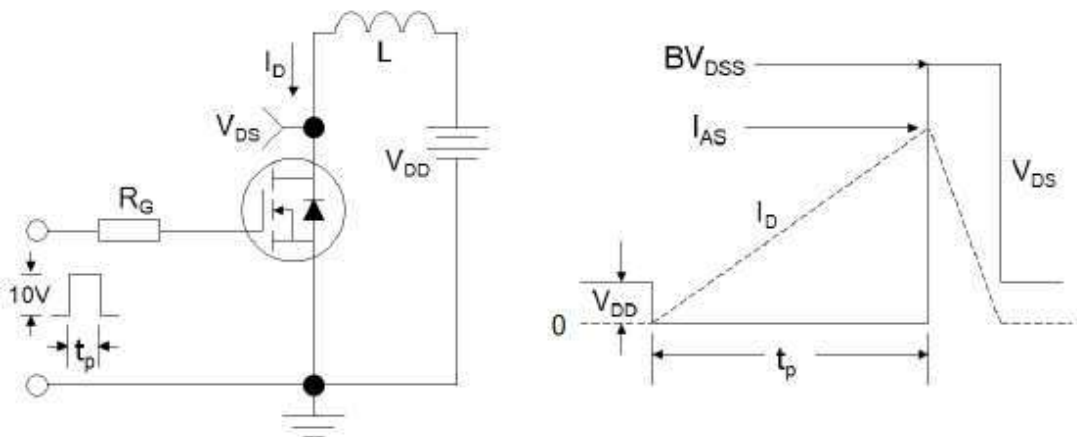 L
I_D
V_DS
V_DD
R_G
10V
t_p
BV_DSS
I_AS
V_DS
I_D
V_DD
0
t_p